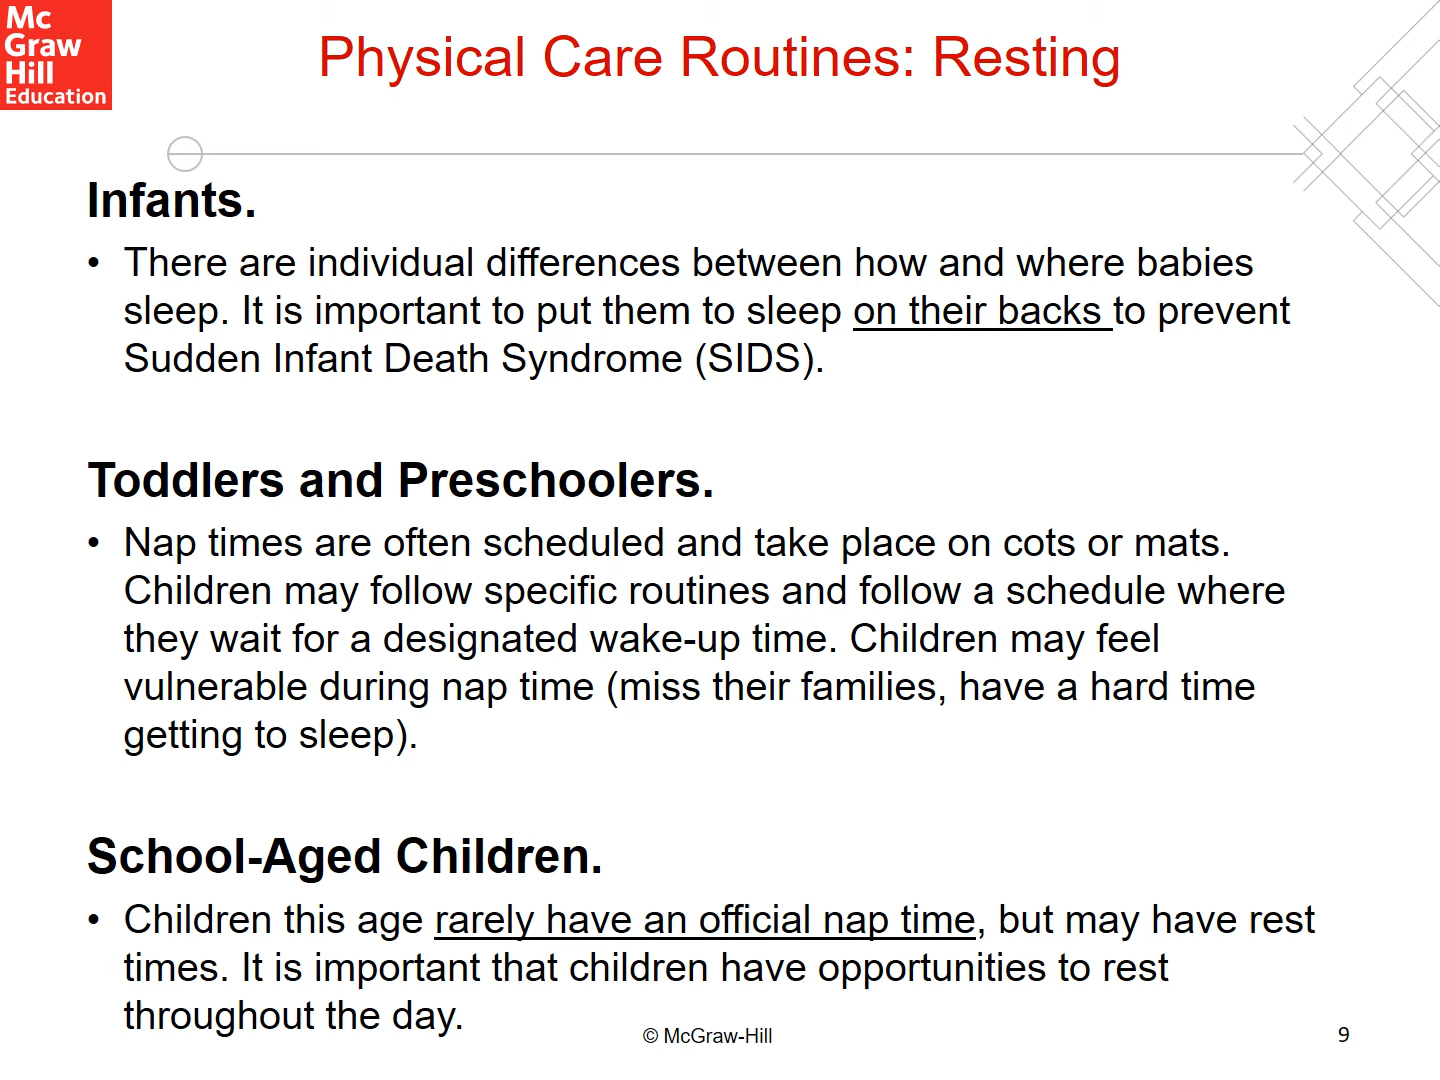 Mc
Graw
Hill
Education
Physical Care Routines: Resting
Infants.
• There are individual differences between how and where babies
sleep. It is important to put them to sleep on their backs to prevent
Sudden Infant Death Syndrome (SIDS).
Toddlers and Preschoolers.
• Nap times are often scheduled and take place on cots or mats.
Children may follow specific routines and follow a schedule where
they wait for a designated wake-up time. Children may feel
vulnerable during nap time (miss their families, have a hard time
getting to sleep).
School-Aged Children.
• Children this age rarely have an official nap time, but may have rest
times. It is important that children have opportunities to rest
throughout the day.
© McGraw-Hill
9